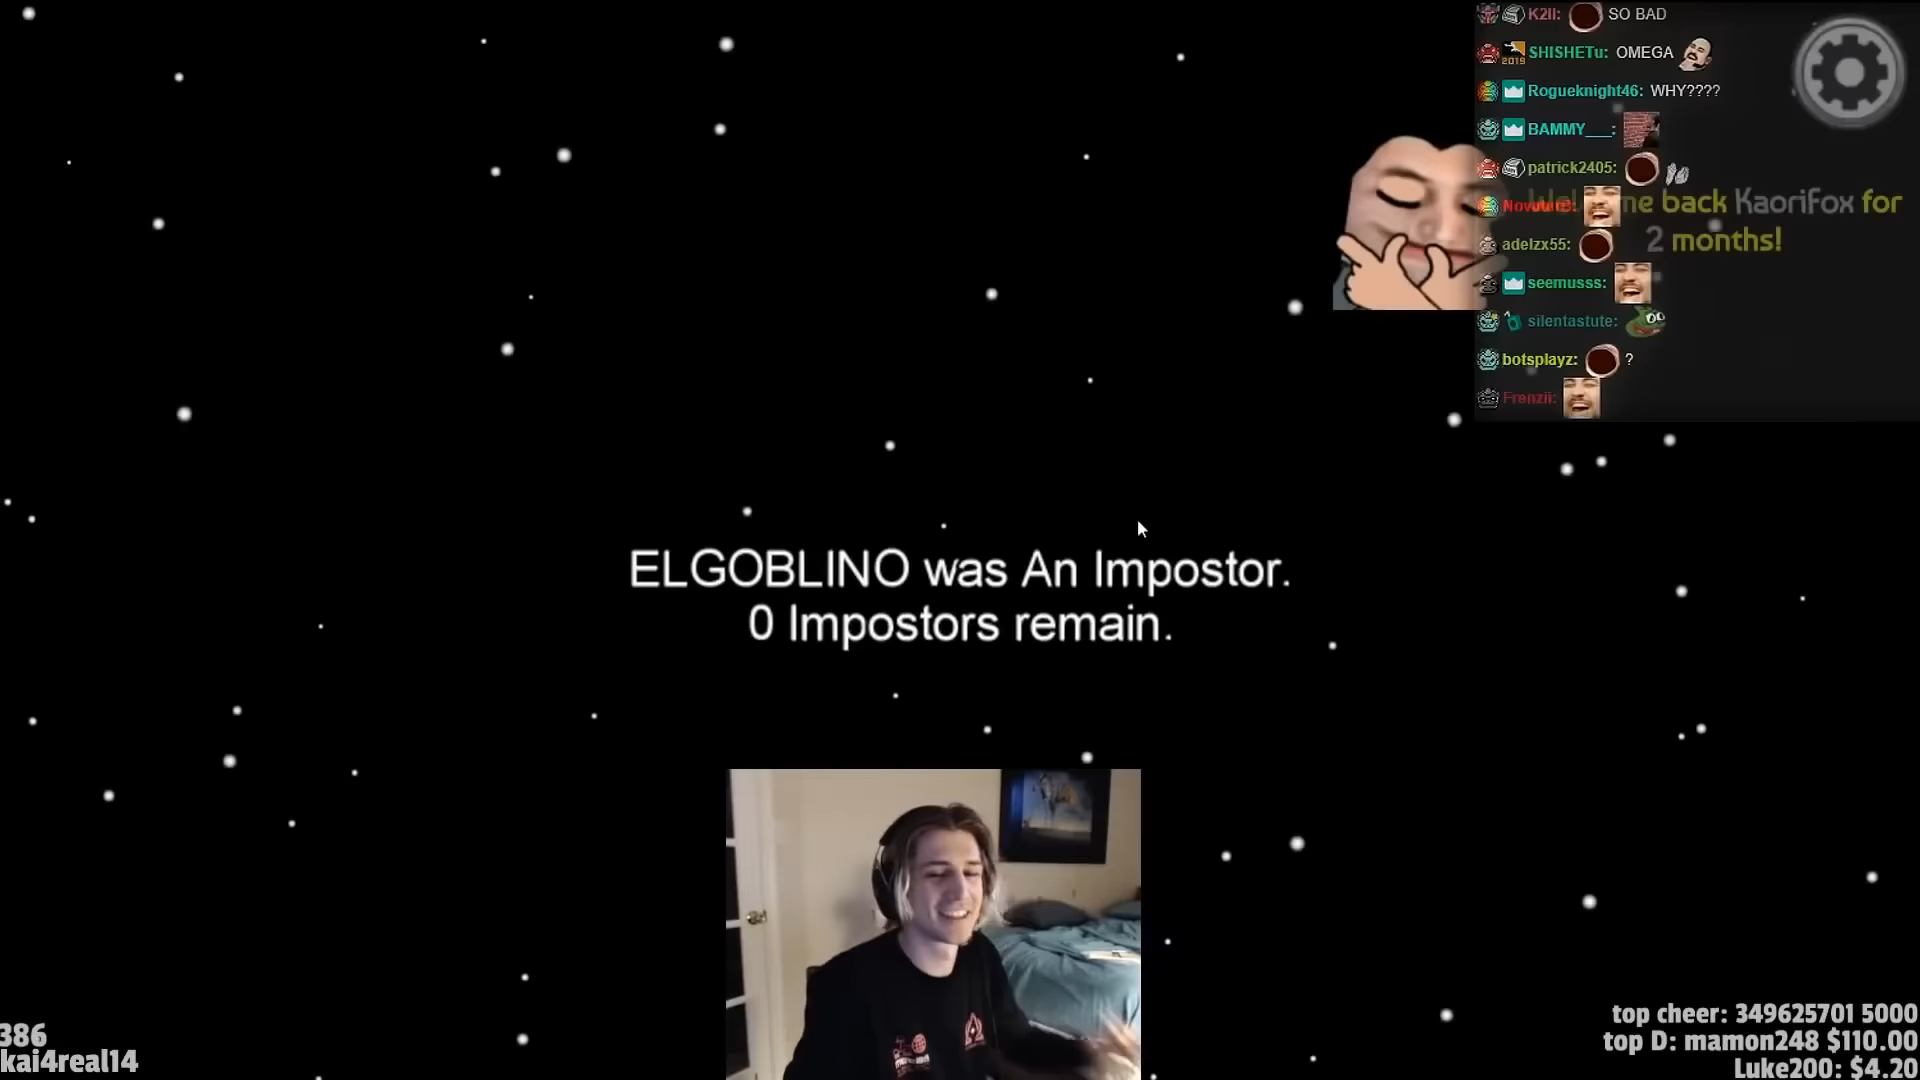 K2II: SO BAD
SHISHETu: OMEGA
2019
Rogueknight46: WHY????
BAMMY___:
patrick2405:
me back KaoriFox for
2 months!
adelzx55:
seemusss:
silentastute:
botsplayz: ?
Frenzii:
ELGOBLINO was An Impostor.
0 Impostors remain.
386
kai4real14
top cheer: 349625701 5000
top D: mamon248 $110.00
Luke200: $4.20